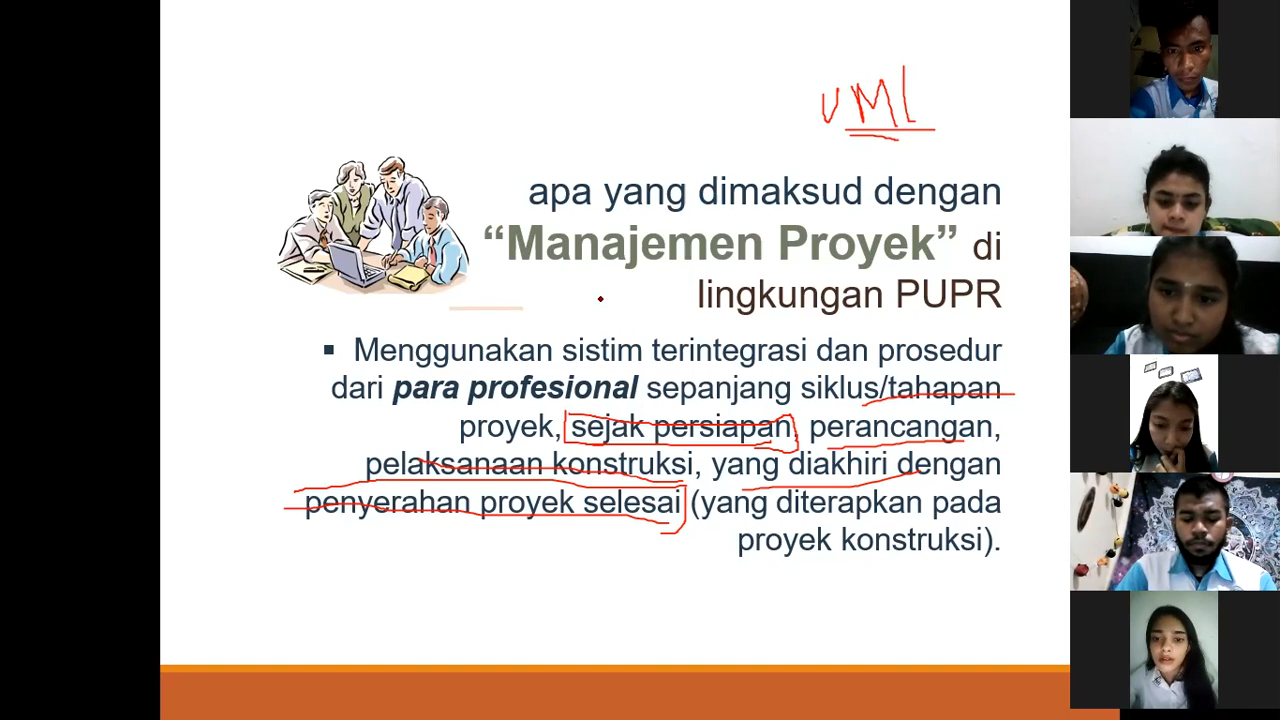 UML
apa yang dimaksud dengan
“Manajemen Proyek” di
lingkungan PUPR
▪ Menggunakan sistim terintegrasi dan prosedur
dari para profesional sepanjang siklus/tahapan
proyek, sejak persiapan, perancangan,
pelaksanaan konstruksi, yang diakhiri dengan
penyerahan proyek selesai (yang diterapkan pada
proyek konstruksi).